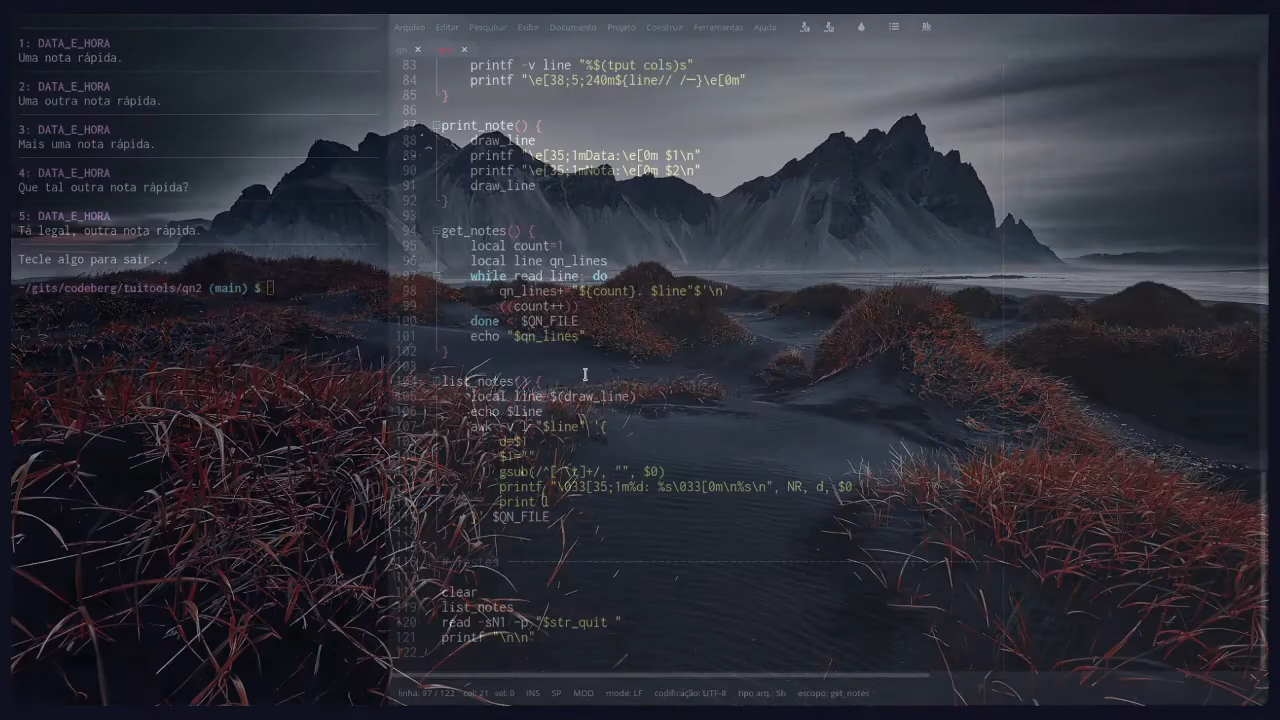 1: DATA_E_HORA
Uma nota rápida.
2: DATA_E_HORA
Uma outra nota rápida.
3: DATA_E_HORA
Mais uma nota rápida.
4: DATA_E_HORA
Que tal outra nota rápida?
5: DATA_E_HORA
Tá legal, outra nota rápida.
Tecle algo para sair...
~/gits/codeberg/tuitools/qn2 (main) $
Arquivo Editar Pesquisar Exibir Documento Projeto Construir Ferramentas Ajuda
qn × ×
83 printf -v line "%$(tput cols)s"
84 printf "\e[38;5;240m${line// /─}\e[0m"
85 }
86
87 print_note() {
88 draw_line
89 printf "\e[35;1mData:\e[0m $1\n"
90 printf "\e[35;1mNota:\e[0m $2\n"
91 draw_line
92 }
93
94 get_notes() {
95 local count=1
96 local line qn_lines
97 while read line; do
98 qn_lines+="${count}. $line"$'\n'
99 ((count++))
100 done < $QN_FILE
101 echo "$qn_lines"
102 }
103
104 list_notes() {
105 local line=$(draw_line)
106 echo $line
107 awk -v l="$line" '{
d=$1
$1=""
gsub(/^[ \t]+/, "", $0)
printf "\033[35;1m%d: %s\033[0m\n%s\n", NR, d, $0
print l
}' $QN_FILE
118 clear
119 list_notes
120 read -sN1 -p "$str_quit "
121 printf "\n\n"
122
linha: 97 / 122 col: 21 sel: 0 INS SP MOD mode: LF codificação: UTF-8 tipo arq.: Sh escopo: get_notes